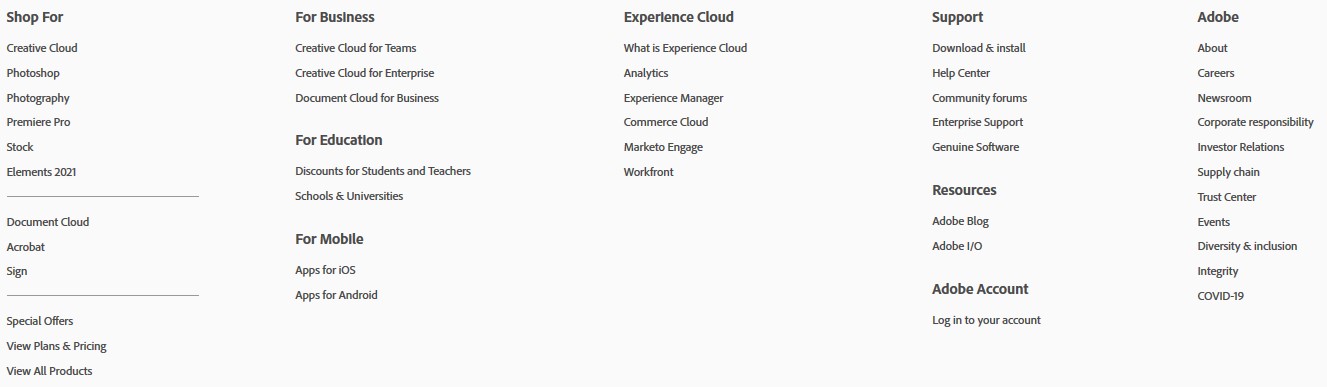 Shop For
Creative Cloud
Photoshop
Photography
Premiere Pro
Stock
Elements 2021
Document Cloud
Acrobat
Sign
Special Offers
View Plans & Pricing
View All Products
For Business
Creative Cloud for Teams
Creative Cloud for Enterprise
Document Cloud for Business
For Education
Discounts for Students and Teachers
Schools & Universities
For Mobile
Apps for iOS
Apps for Android
Experience Cloud
What is Experience Cloud
Analytics
Experience Manager
Commerce Cloud
Marketo Engage
Workfront
Support
Download & install
Help Center
Community forums
Enterprise Support
Genuine Software
Resources
Adobe Blog
Adobe I/O
Adobe Account
Log in to your account
Adobe
About
Careers
Newsroom
Corporate responsibility
Investor Relations
Supply chain
Trust Center
Events
Diversity & inclusion
Integrity
COVID-19